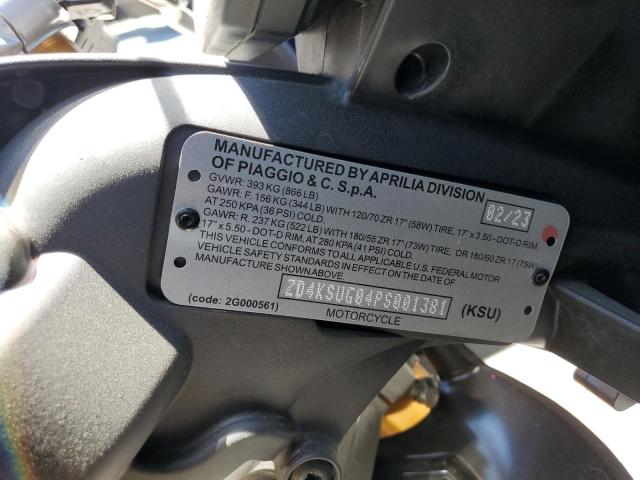 MANUFACTURED BY APRILIA DIVISION
OF PIAGGIO & C. S.p.A.
02/23
GVWR: 393 KG (866 LB)
GAWR: F. 156 KG (344 LB) WITH 120/70 ZR 17" (58W) TIRE, 17" x 3.50 - DOT-D RIM,
AT 250 KPA (36 PSI) COLD.
GAWR: R. 237 KG (522 LB) WITH 180/55 ZR 17" (73W) TIRE, OR 180/60 ZR 17 (75W)
17" x 5.50 - DOT-D RIM, AT 280 KPA (41 PSI) COLD.
THIS VEHICLE CONFORMS TO ALL APPLICABLE U.S. FEDERAL MOTOR
VEHICLE SAFETY STANDARDS IN EFFECT ON THE DATE OF
MANUFACTURE SHOWN ABOVE.
ZD4KSUG04PS001381
(code: 2G000561) MOTORCYCLE (KSU)